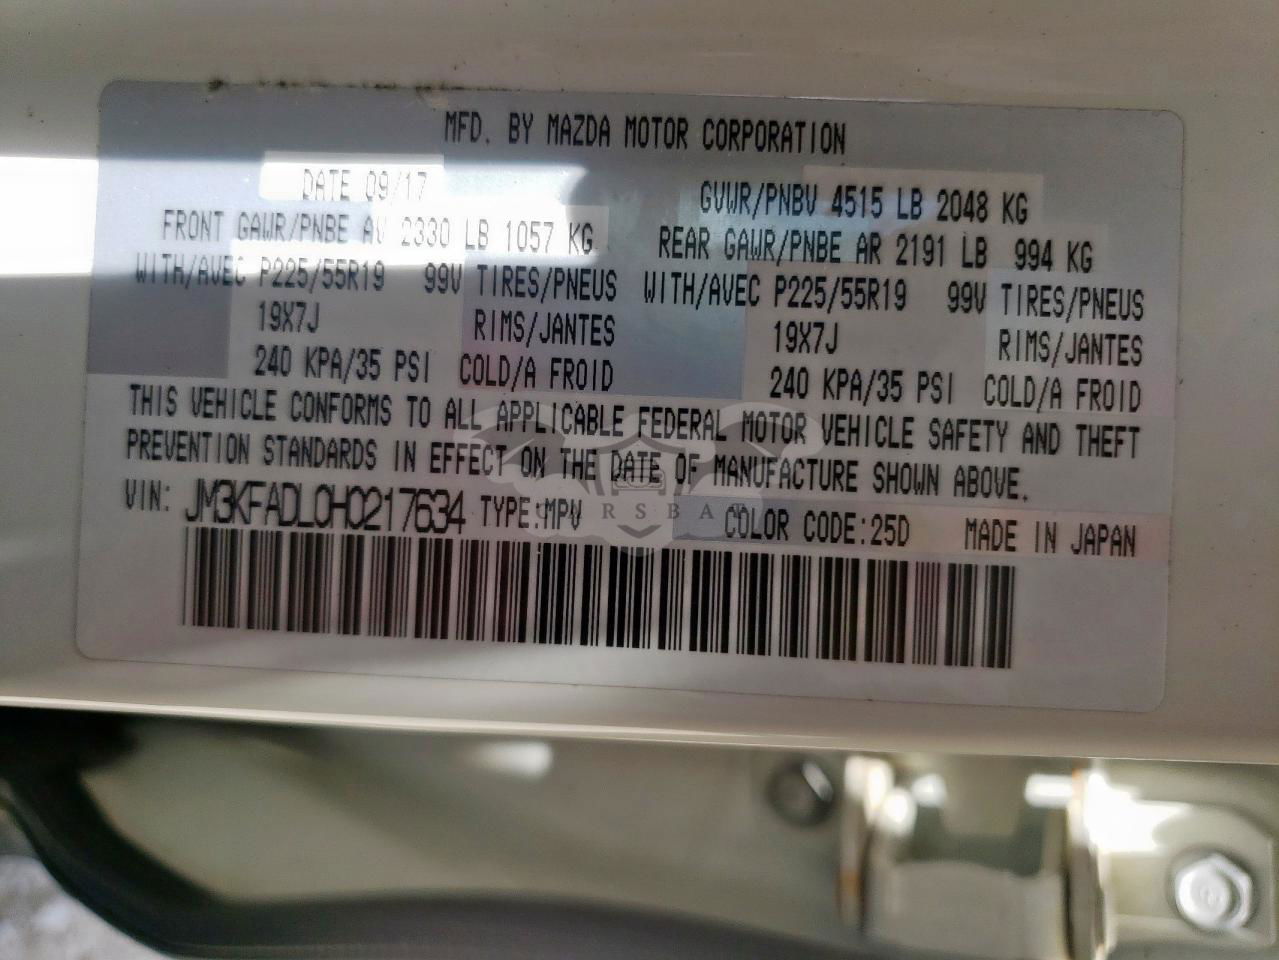 MFD. BY MAZDA MOTOR CORPORATION
DATE 09/17 GVWR/PNBV 4515 LB 2048 KG
FRONT GAWR/PNBE AV 2330 LB 1057 KG REAR GAWR/PNBE AR 2191 LB 994 KG
WITH/AVEC P225/55R19 99V TIRES/PNEUS WITH/AVEC P225/55R19 99V TIRES/PNEUS
19X7J RIMS/JANTES 19X7J RIMS/JANTES
240 KPA/35 PSI COLD/A FROID 240 KPA/35 PSI COLD/A FROID
THIS VEHICLE CONFORMS TO ALL APPLICABLE FEDERAL MOTOR VEHICLE SAFETY AND THEFT
PREVENTION STANDARDS IN EFFECT ON THE DATE OF MANUFACTURE SHOWN ABOVE.
VIN: JM3KFADL0H0217634 TYPE:MPV COLOR CODE:25D MADE IN JAPAN
CARSBAT